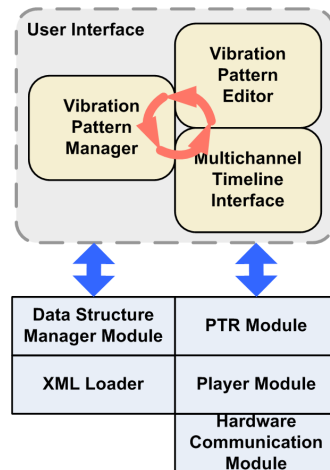 User Interface
Vibration
Pattern
Editor
Vibration
Pattern
Manager
Multichannel
Timeline
Interface
Data Structure
Manager Module
PTR Module
XML Loader
Player Module
Hardware
Communication
Module